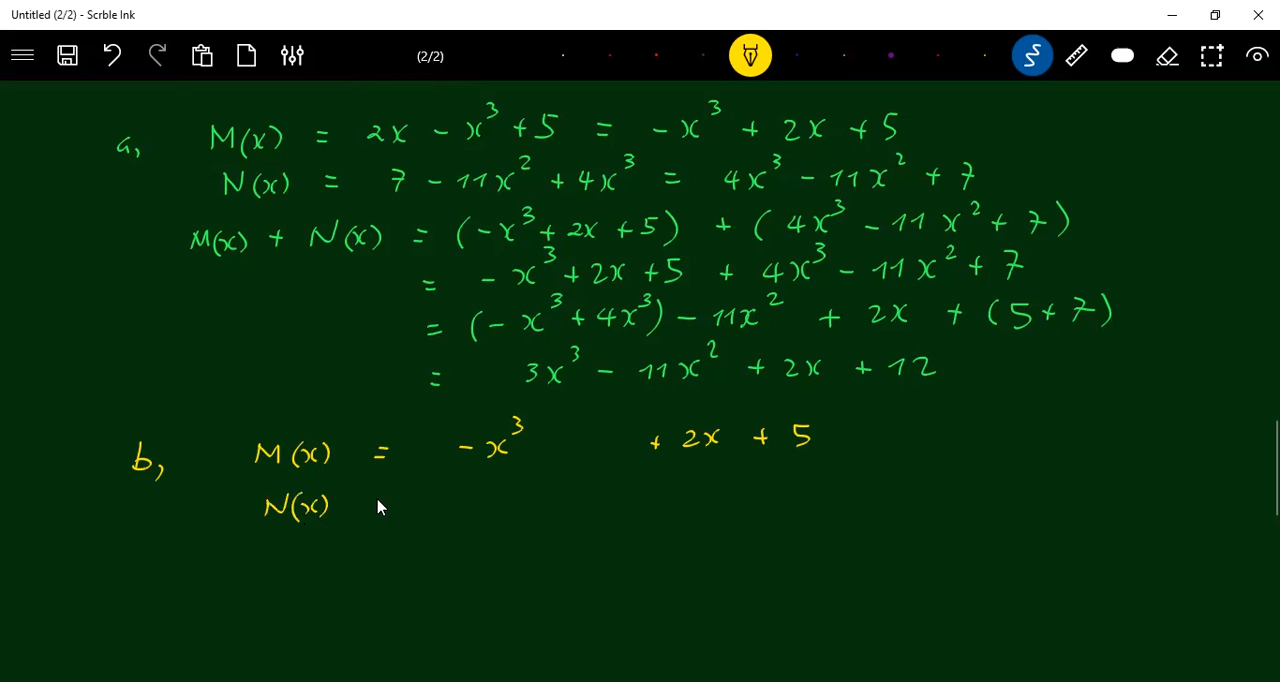 Untitled (2/2) - Scrble Ink
(2/2)
a, M(x) = 2x - x³ + 5 = -x³ + 2x + 5
N(x) = 7 - 11x² + 4x³ = 4x³ - 11x² + 7
M(x) + N(x) = (-x³ + 2x + 5) + (4x³ - 11x² + 7)
= -x³ + 2x + 5 + 4x³ - 11x² + 7
= (-x³ + 4x³) - 11x² + 2x + (5 + 7)
= 3x³ - 11x² + 2x + 12
b, M(x) = -x³ + 2x + 5
N(x)